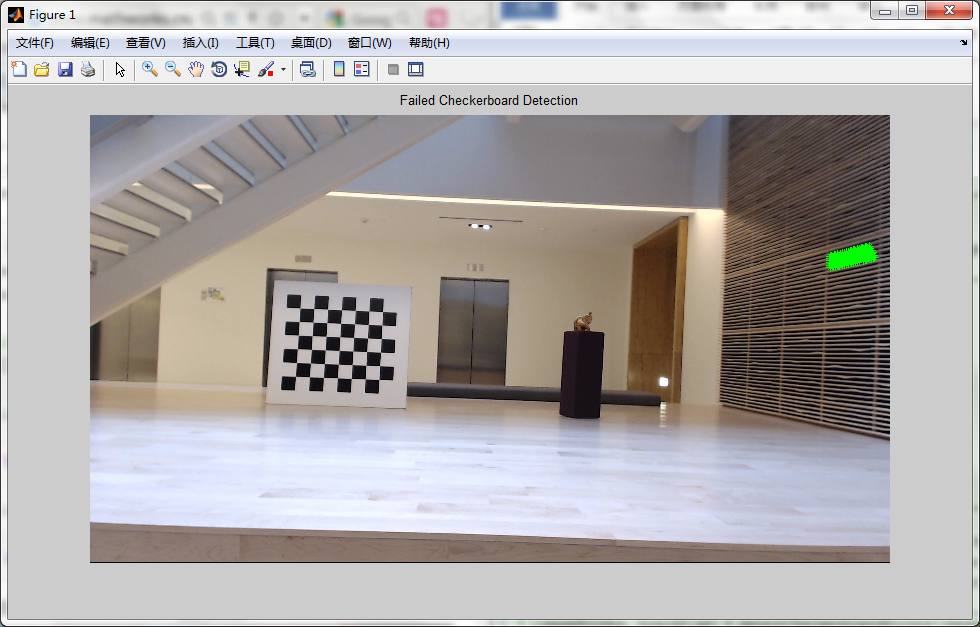 Figure 1
文件(F) 编辑(E) 查看(V) 插入(I) 工具(T) 桌面(D) 窗口(W) 帮助(H)
Failed Checkerboard Detection